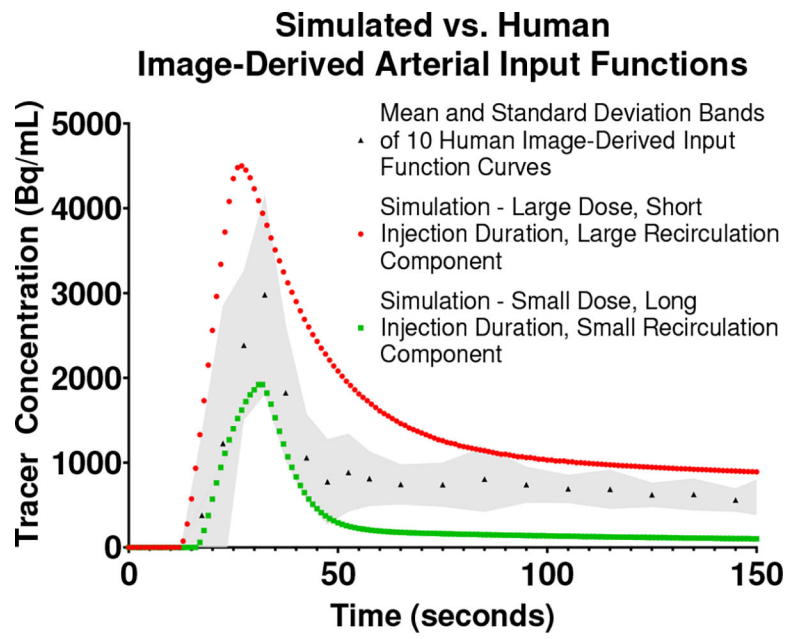 Simulated vs. Human
Image-Derived Arterial Input Functions
Tracer Concentration (Bq/mL)
5000
4000
3000
2000
1000
0
Mean and Standard Deviation Bands
of 10 Human Image-Derived Input
Function Curves
Simulation - Large Dose, Short
Injection Duration, Large Recirculation
Component
Simulation - Small Dose, Long
Injection Duration, Small Recirculation
Component
0 50 100 150
Time (seconds)